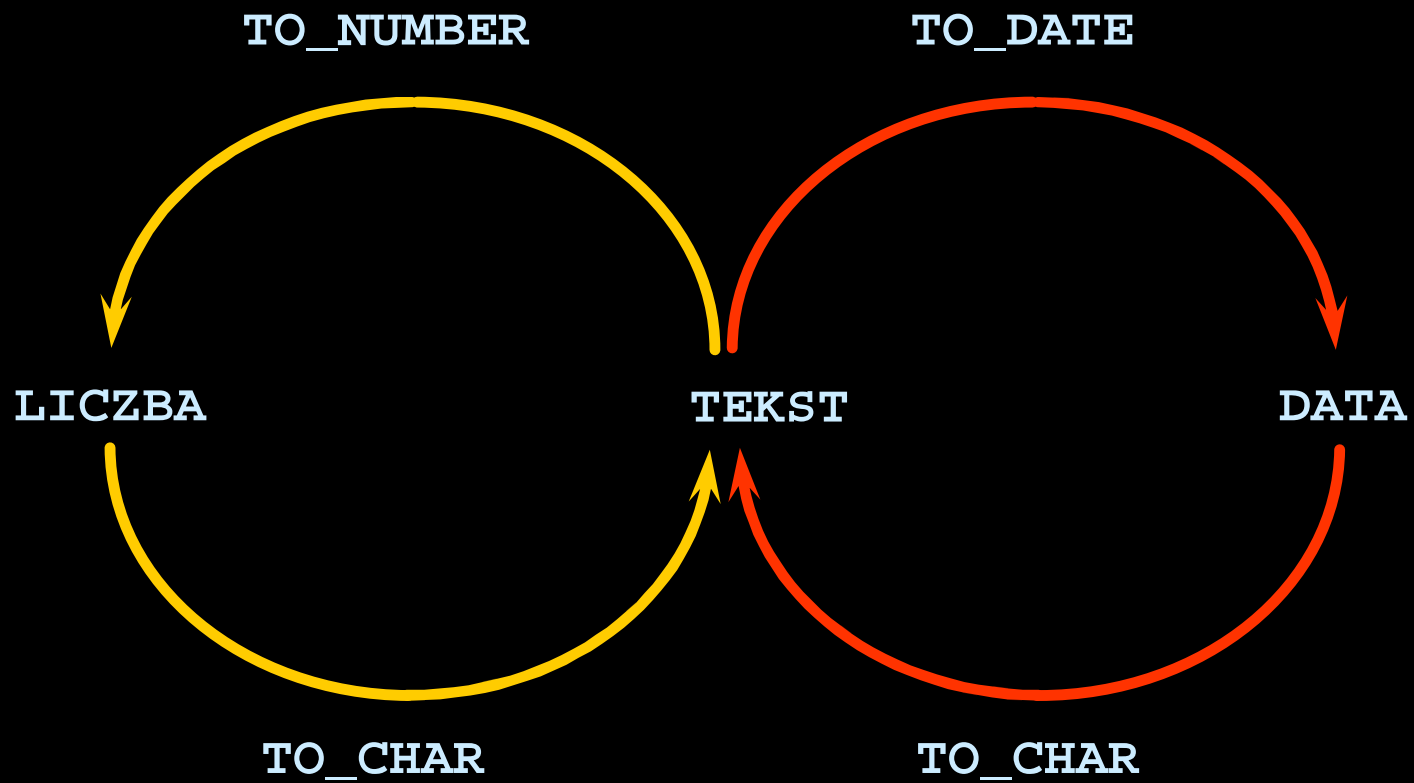 TO_NUMBER
TO_DATE
LICZBA
TEKST
DATA
TO_CHAR
TO_CHAR